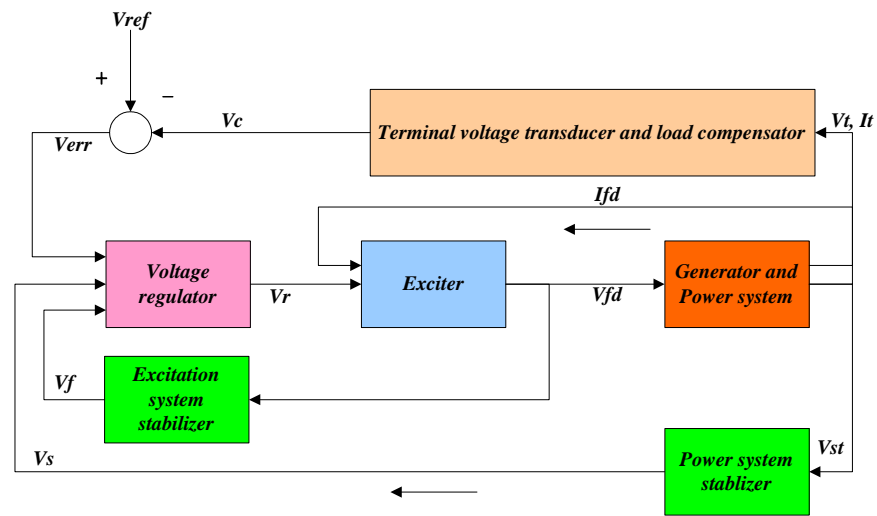 Vref
+
−
Vc
Verr
Terminal voltage transducer and load compensator
Vt, It
Ifd
Voltage
regulator
Vr
Exciter
Vfd
Generator and
Power system
Vf
Excitation
system
stabilizer
Vs
Power system
stablizer
Vst